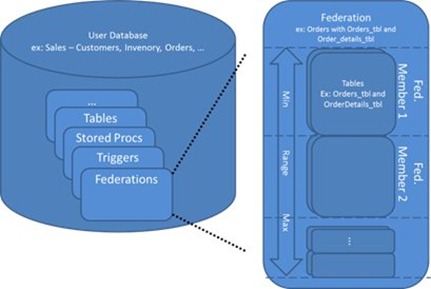 User Database
ex: Sales – Customers, Invenory, Orders, ...
...
Tables
Stored Procs
Triggers
Federations
Federation
ex: Orders with Orders_tbl and
Order_details_tbl
Min
Range
Max
Tables
Ex: Orders_tbl and
OrderDetails_tbl
Fed.
Member 1
Fed.
Member 2
...